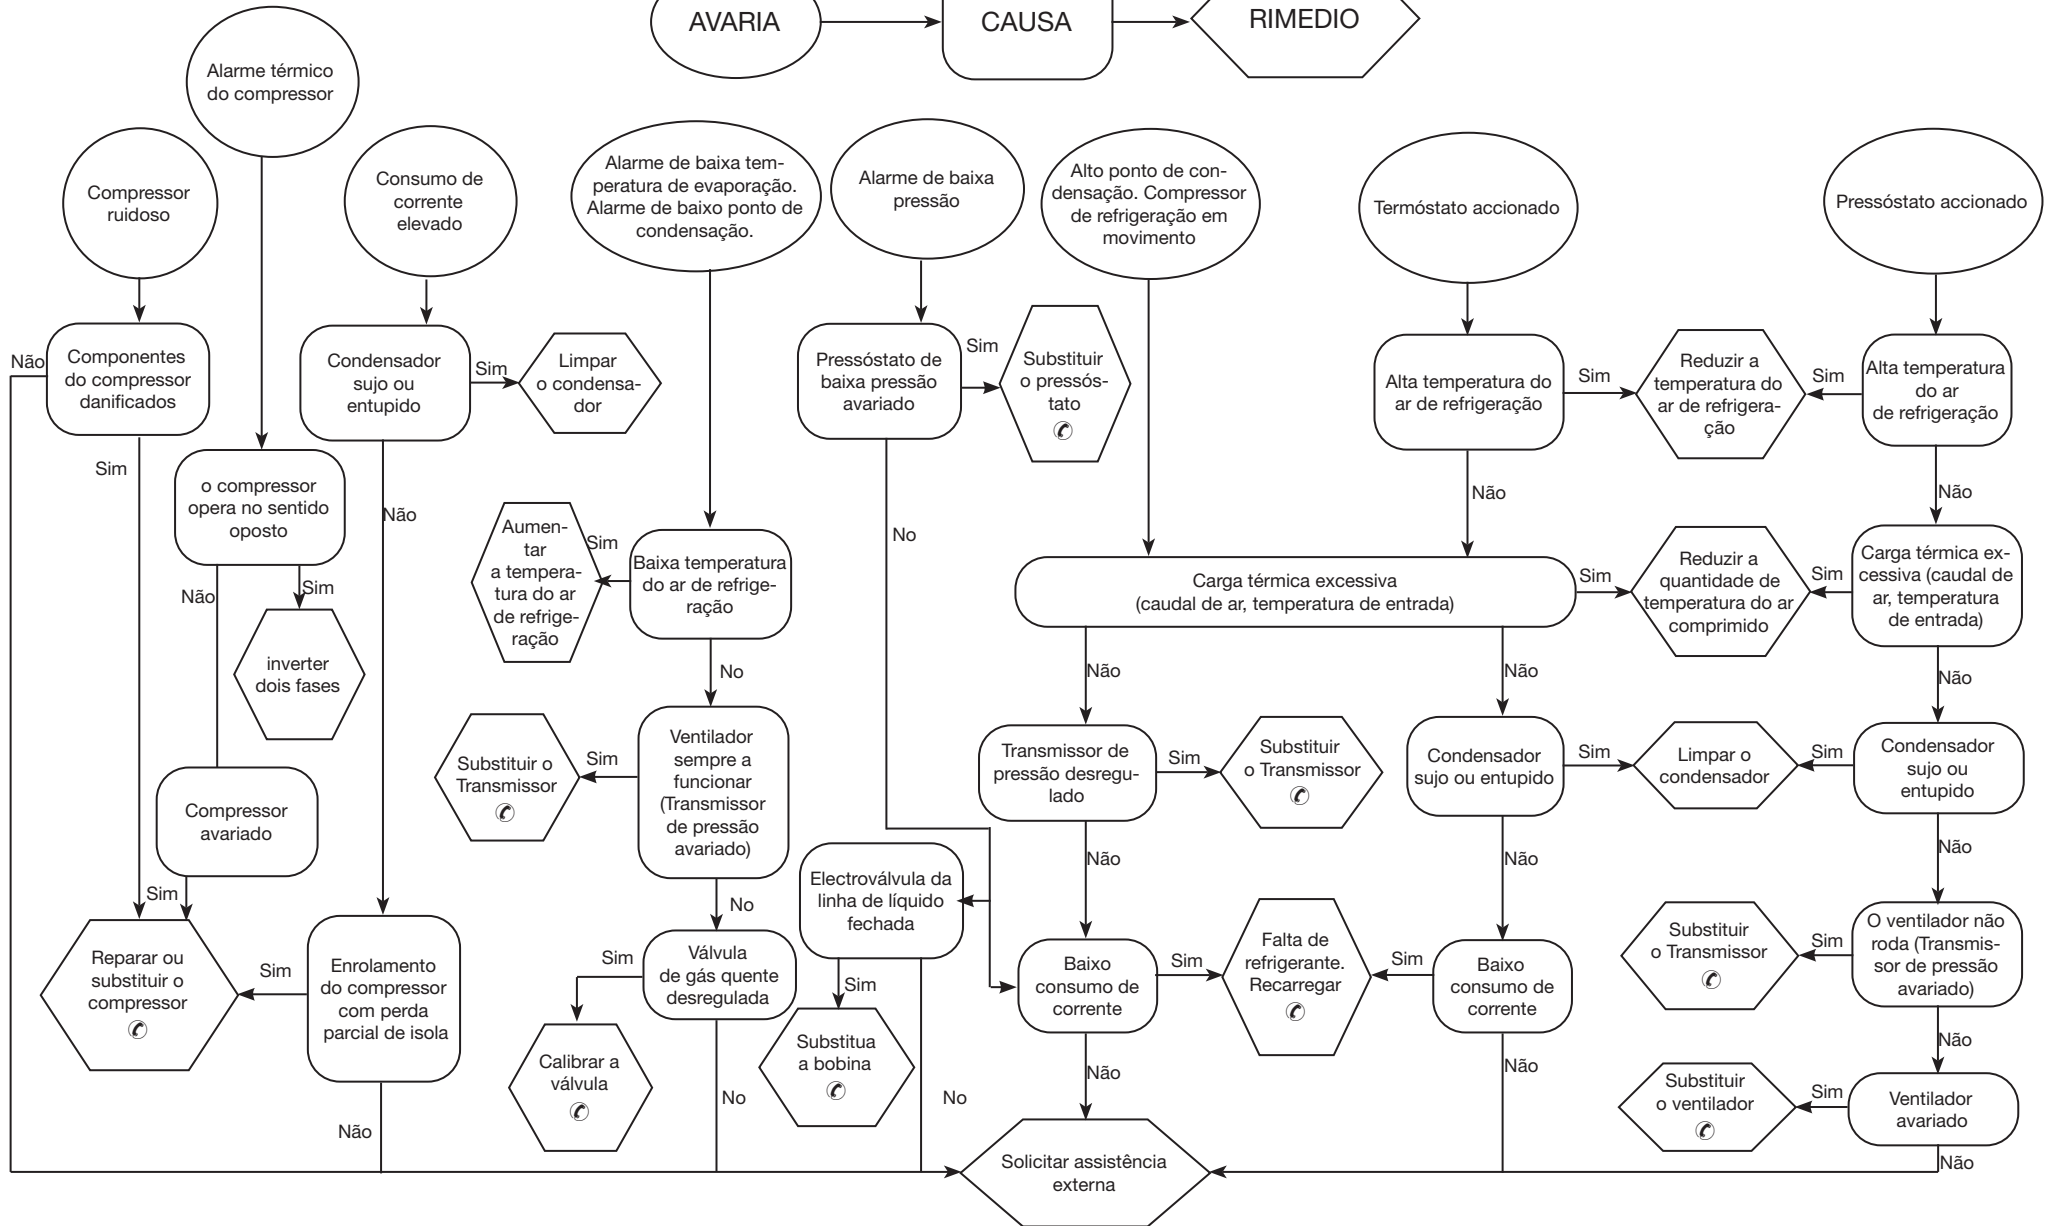 AVARIA
CAUSA
RIMEDIO
Alarme térmico
do compressor
Compressor
ruidoso
Consumo de
corrente
elevado
Alarme de baixa tem-
peratura de evaporação.
Alarme de baixo ponto de
condensação.
Alarme de baixa
pressão
Alto ponto de con-
densação. Compressor
de refrigeração em
movimento
Termóstato accionado
Pressóstato accionado
Não
Componentes
do compressor
danificados
Condensador
sujo ou
entupido
Sim
Limpar
o condensa-
dor
Pressóstato de
baixa pressão
avariado
Sim
Substituir
o pressós-
tato
Alta temperatura do
ar de refrigeração
Sim
Reduzir a
temperatura do
ar de refrigera-
ção
Sim
Alta temperatura
do ar
de refrigeração
Sim
o compressor
opera no sentido
oposto
Não
Não
Não
Aumen-
tar
a tempera-
tura do ar
de refrige-
ração
Sim
Baixa temperatura
do ar de refrige-
ração
No
Carga térmica excessiva
(caudal de ar, temperatura de entrada)
Sim
Reduzir a
quantidade de
temperatura do ar
comprimido
Sim
Carga térmica ex-
cessiva (caudal de
ar, temperatura
de entrada)
Não
Sim
inverter
dois fases
No
Não
Não
Não
Substituir o
Transmissor
Sim
Ventilador
sempre a
funcionar
(Transmissor
de pressão
avariado)
Transmissor de
pressão desregu-
lado
Sim
Substituir
o Transmissor
Condensador
sujo ou entupido
Sim
Limpar o
condensador
Sim
Condensador
sujo ou
entupido
Compressor
avariado
Sim
Electroválvula da
linha de líquido
fechada
Não
Não
Não
No
Reparar ou
substituir o
compressor
Sim
Enrolamento
do compressor
com perda
parcial de isola
Sim
Válvula
de gás quente
desregulada
Sim
Baixo
consumo de
corrente
Sim
Falta de
refrigerante.
Recarregar
Sim
Baixo
consumo de
corrente
Substituir
o Transmissor
Sim
O ventilador não
roda (Transmis-
sor de pressão
avariado)
Calibrar a
válvula
Substitua
a bobina
Não
Não
Não
Não
No
No
Substituir
o ventilador
Sim
Ventilador
avariado
Solicitar assistência
externa
Não